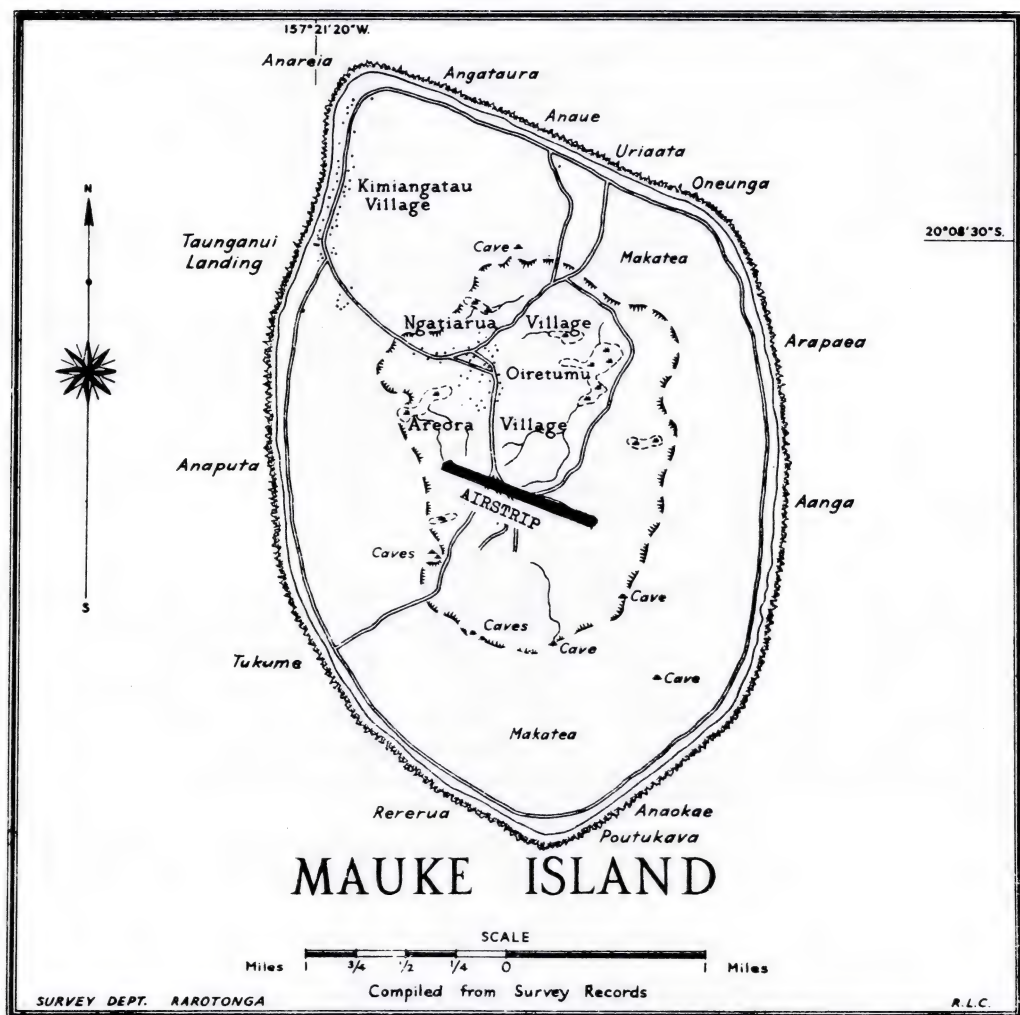 157°21'20"W.
Anareia
Angataura
Anaue
Uriaata
Oneunga
Kimiangatau
Village
N
20°08'30"S.
Taunganui
Landing
Cave
Makatea
Ngatiarua Village
Arapaea
Oiretumu
Areora Village
Anaputa
AIRSTRIP
Aanga
Caves
Cave
S
Caves
Cave
Tukume
Cave
Makatea
Rererua
Anaokae
Poutukava
MAUKE ISLAND
SCALE
Miles 1 3/4 1/2 1/4 0 1 Miles
Compiled from Survey Records
SURVEY DEPT. RAROTONGA
R.L.C.